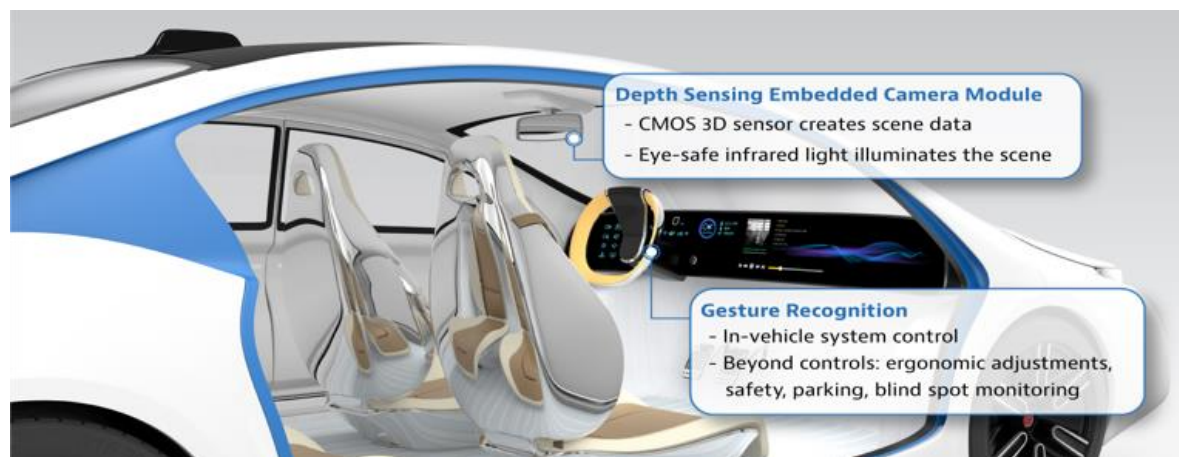 Depth Sensing Embedded Camera Module
- CMOS 3D sensor creates scene data
- Eye-safe infrared light illuminates the scene
Gesture Recognition
- In-vehicle system control
- Beyond controls: ergonomic adjustments,
safety, parking, blind spot monitoring